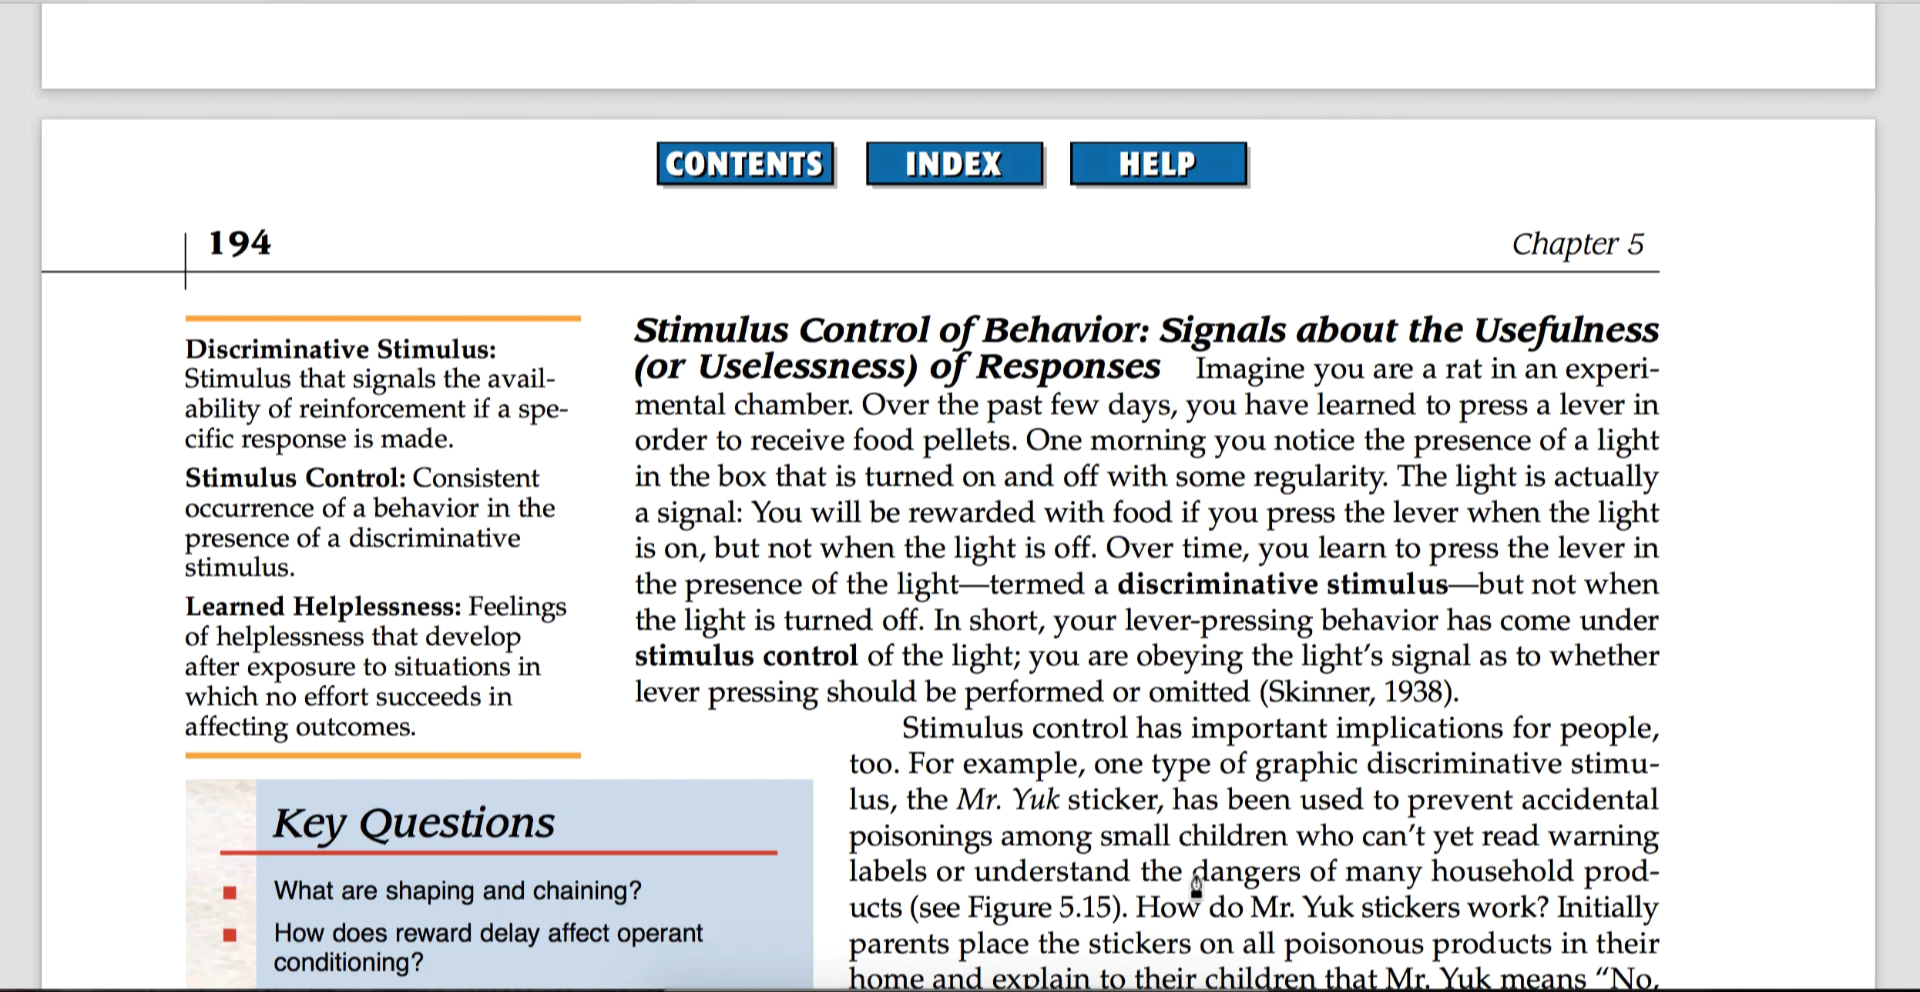 CONTENTS
INDEX
HELP
194
Chapter 5
Discriminative Stimulus:
Stimulus that signals the avail-
ability of reinforcement if a spe-
cific response is made.
Stimulus Control: Consistent
occurrence of a behavior in the
presence of a discriminative
stimulus.
Learned Helplessness: Feelings
of helplessness that develop
after exposure to situations in
which no effort succeeds in
affecting outcomes.
Stimulus Control of Behavior: Signals about the Usefulness
(or Uselessness) of Responses Imagine you are a rat in an experi-
mental chamber. Over the past few days, you have learned to press a lever in
order to receive food pellets. One morning you notice the presence of a light
in the box that is turned on and off with some regularity. The light is actually
a signal: You will be rewarded with food if you press the lever when the light
is on, but not when the light is off. Over time, you learn to press the lever in
the presence of the light—termed a discriminative stimulus—but not when
the light is turned off. In short, your lever-pressing behavior has come under
stimulus control of the light; you are obeying the light's signal as to whether
lever pressing should be performed or omitted (Skinner, 1938).
Stimulus control has important implications for people,
too. For example, one type of graphic discriminative stimu-
lus, the Mr. Yuk sticker, has been used to prevent accidental
poisonings among small children who can't yet read warning
labels or understand the dangers of many household prod-
ucts (see Figure 5.15). How do Mr. Yuk stickers work? Initially
parents place the stickers on all poisonous products in their
home and explain to their children that Mr. Yuk means "No,
Key Questions
What are shaping and chaining?
How does reward delay affect operant
conditioning?